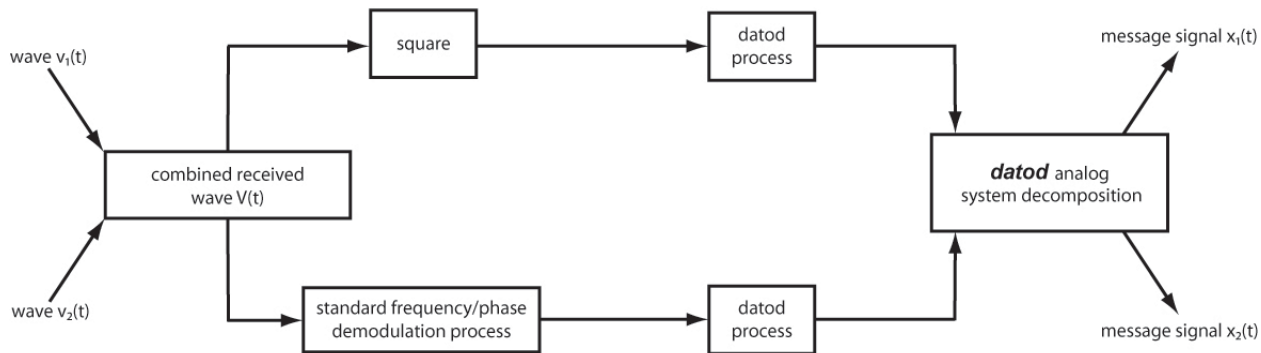 wave v₁(t)
square
datod
process
message signal x₁(t)
combined received
wave V(t)
datod analog
system decomposition
wave v₂(t)
standard frequency/phase
demodulation process
datod
process
message signal x₂(t)